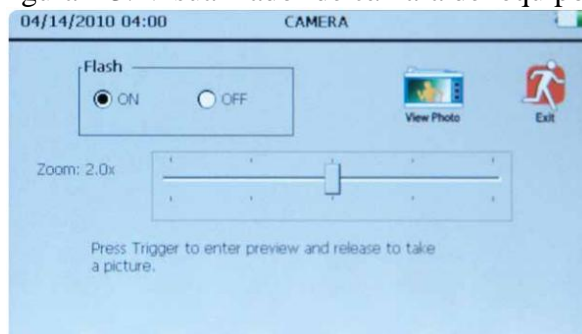 04/14/2010 04:00 CAMERA
Flash
ON OFF
View Photo Exit
Zoom: 2.0x
Press Trigger to enter preview and release to take
a picture.